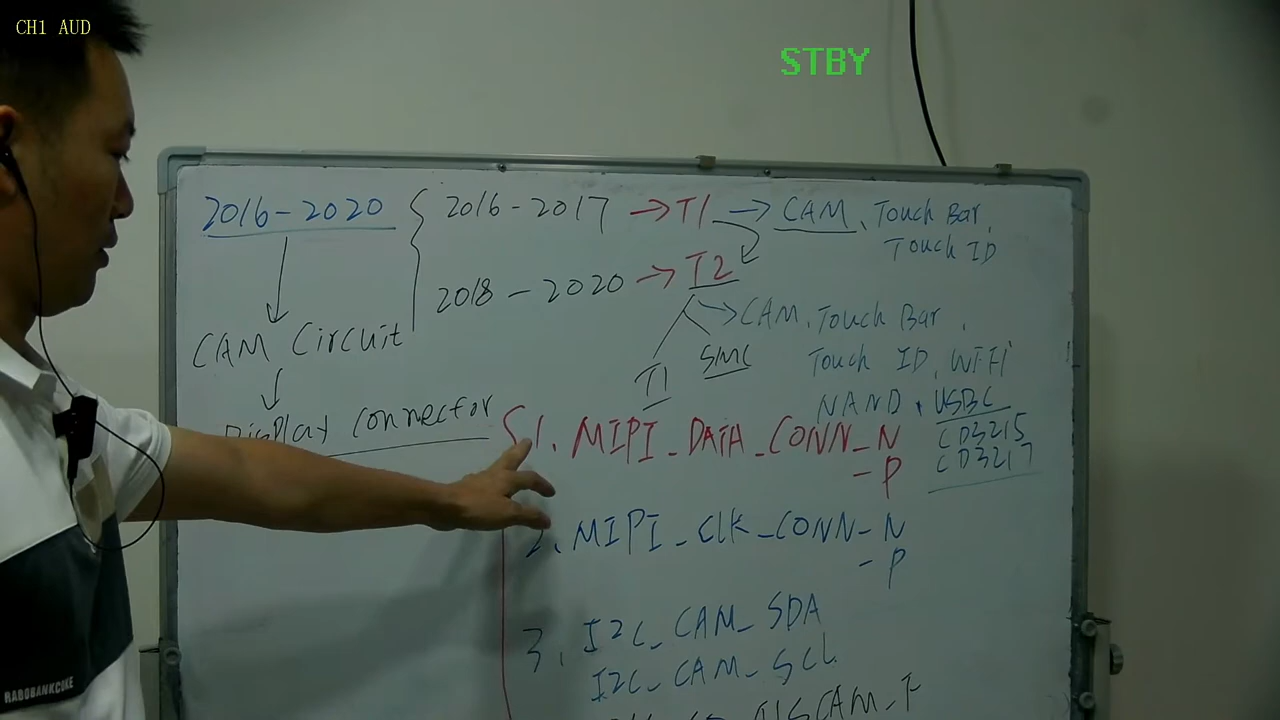 CH1 AUD
STBY
2016-2020
2016-2017 → T1 → CAM、Touch Bar,
Touch ID
2018-2020 → T2
→ CAM、Touch Bar,
SMC
Touch ID、WIFI
T1
NAND、USBC
CD3215
CD3217
CAM Circuit
Display Connector
1. MIPI_DATA_CONN_N
_P
2. MIPI_CLK_CONN_N
_P
3. I2C_CAM_SDA
I2C_CAM_SCL
RABOBANKCOKE